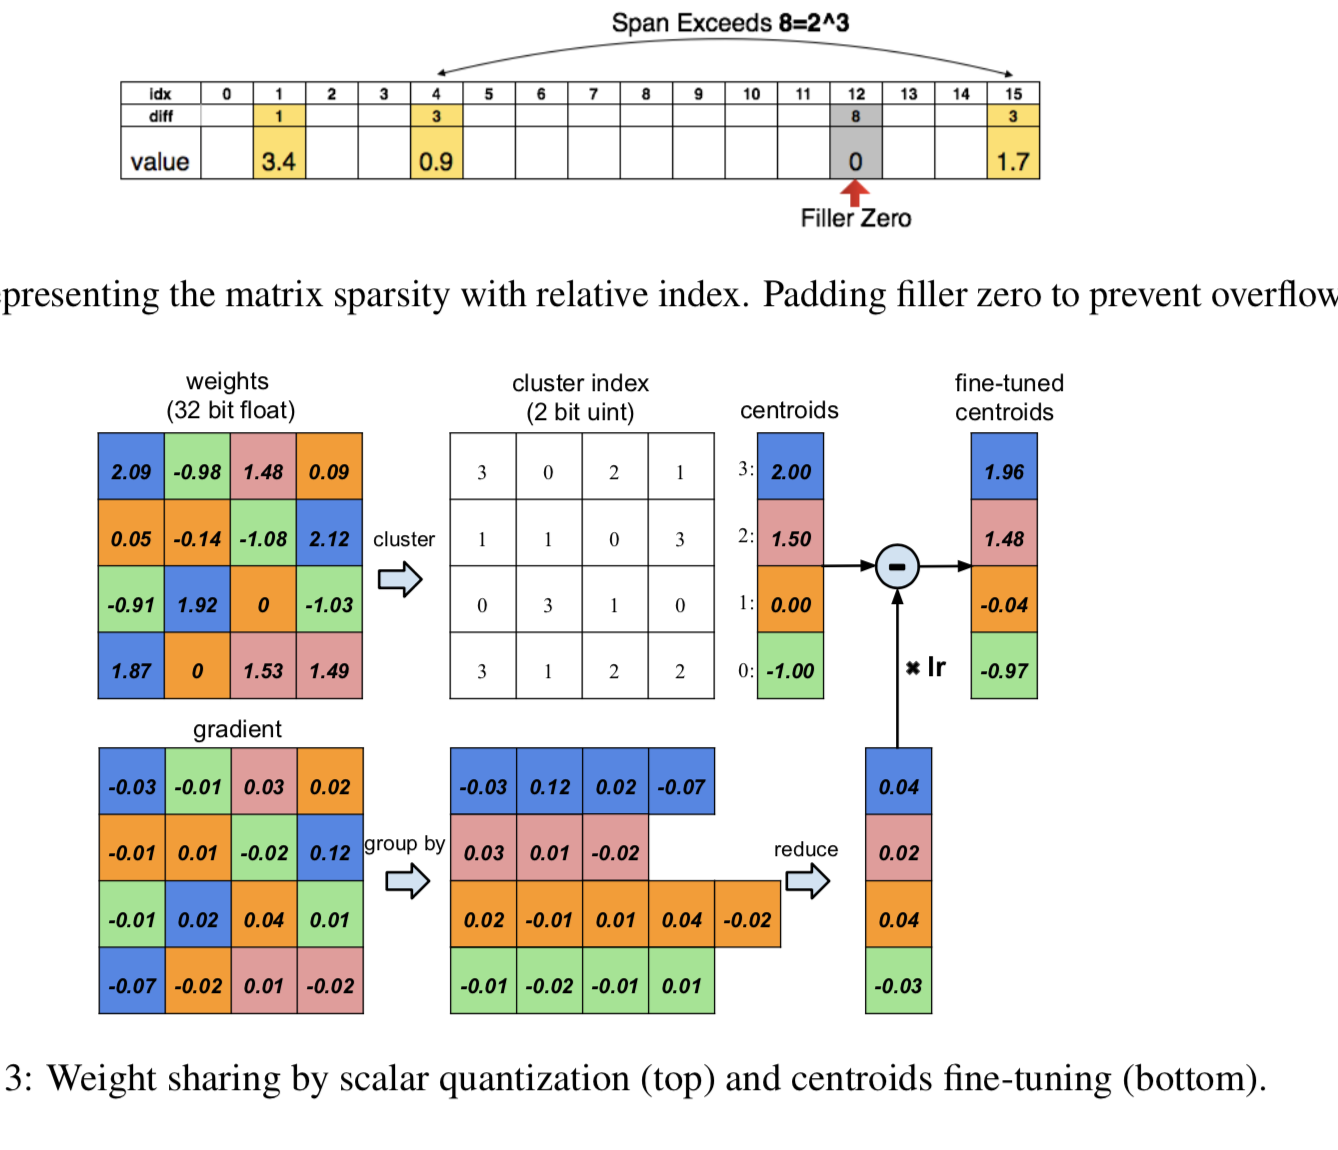 Span Exceeds 8=2^3
idx 0 1 2 3 4 5 6 7 8 9 10 11 12 13 14 15
diff 1 3 8 3
value 3.4 0.9 0 1.7
Filler Zero
presenting the matrix sparsity with relative index. Padding filler zero to prevent overflow
weights
(32 bit float)
cluster index
(2 bit uint)
centroids
fine-tuned
centroids
2.09 -0.98 1.48 0.09
0.05 -0.14 -1.08 2.12
-0.91 1.92 0 -1.03
1.87 0 1.53 1.49
cluster
3 0 2 1
1 1 0 3
0 3 1 0
3 1 2 2
3: 2.00
2: 1.50
1: 0.00
0: -1.00
-
× lr
1.96
1.48
-0.04
-0.97
gradient
-0.03 -0.01 0.03 0.02
-0.01 0.01 -0.02 0.12
-0.01 0.02 0.04 0.01
-0.07 -0.02 0.01 -0.02
group by
-0.03 0.12 0.02 -0.07
0.03 0.01 -0.02
0.02 -0.01 0.01 0.04 -0.02
-0.01 -0.02 -0.01 0.01
reduce
0.04
0.02
0.04
-0.03
3: Weight sharing by scalar quantization (top) and centroids fine-tuning (bottom).